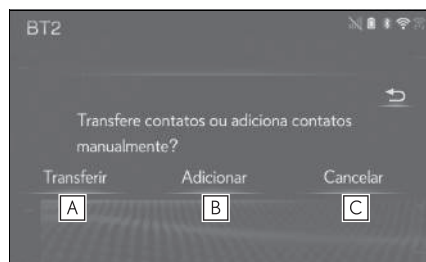 BT2
Transfere contatos ou adiciona contatos
manualmente?
Transferir Adicionar Cancelar
A B C